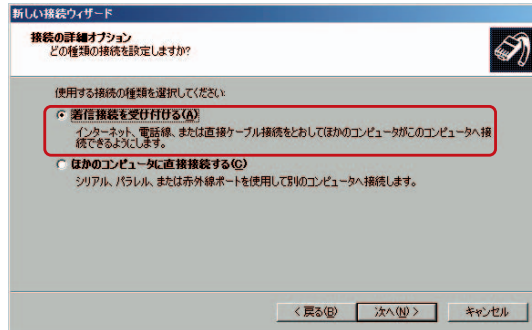 新しい接続ウィザード
接続の詳細オプション
どの種類の接続を設定しますか?
使用する接続の種類を選択してください:
着信接続を受け付ける(A)
インターネット、電話線、または直接ケーブル接続をとおしてほかのコンピュータがこのコンピュータへ接
続できるようにします。
ほかのコンピュータに直接接続する(C)
シリアル、パラレル、または赤外線ポートを使用して別のコンピュータへ接続します。
< 戻る(B)
次へ(N) >
キャンセル